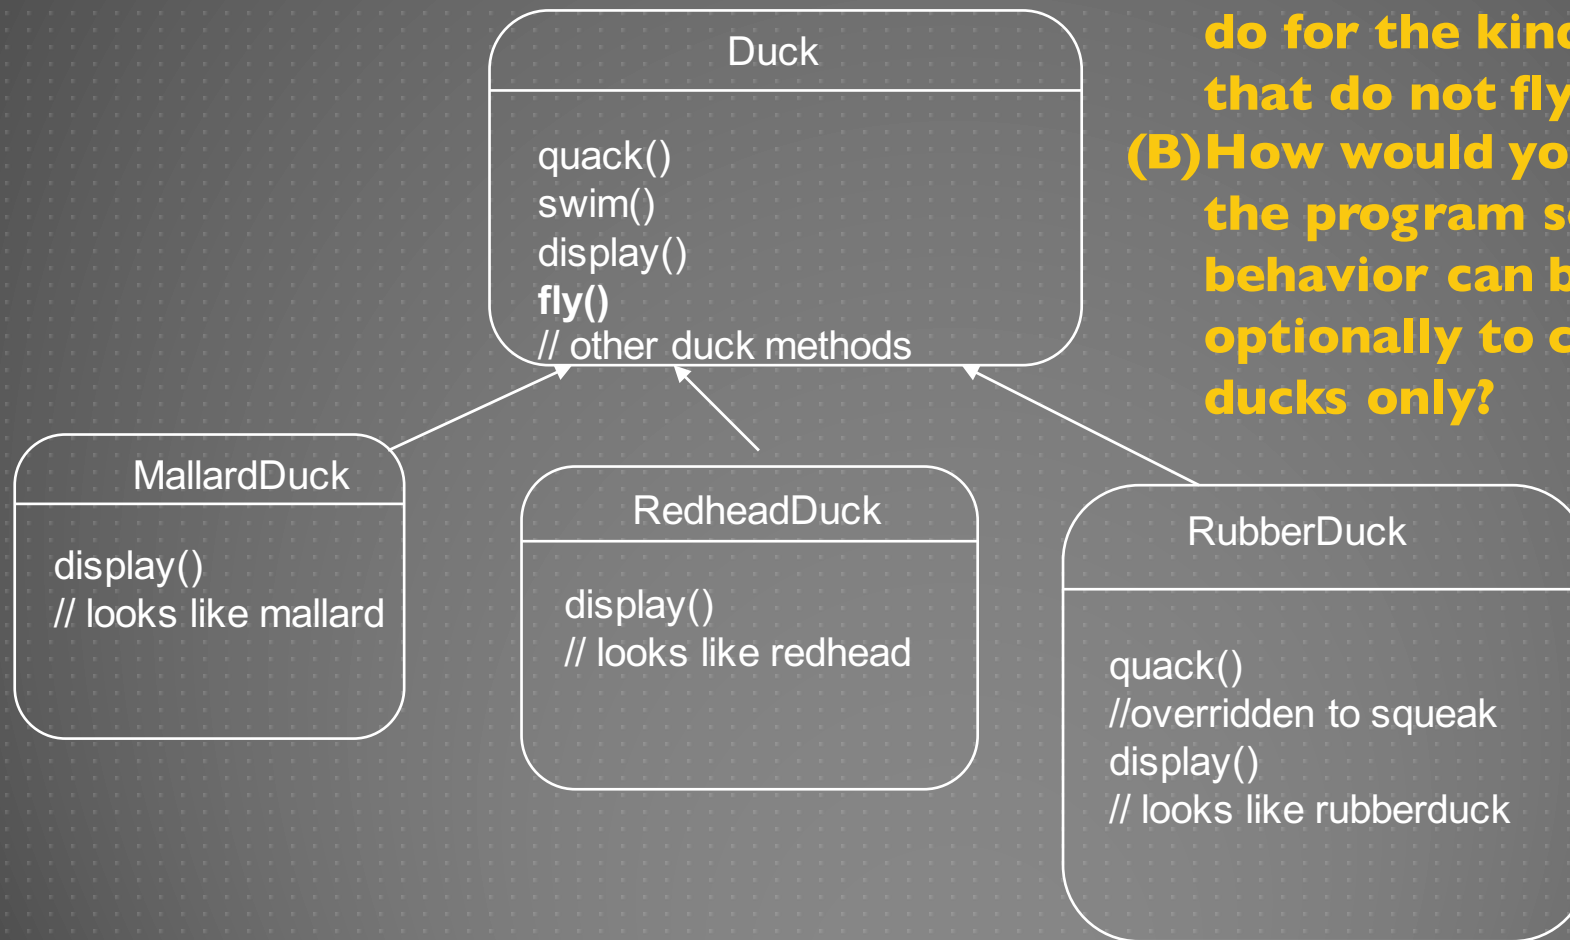 Duck
quack()
swim()
display()
fly()
// other duck methods
do for the
that do not fly
(B)How would
the program
behavior can
optionally to
ducks only?
MallardDuck
display()
// looks like mallard
RedheadDuck
display()
// looks like redhead
RubberDuck
quack()
//overridden to squeak
display()
// looks like rubberduck